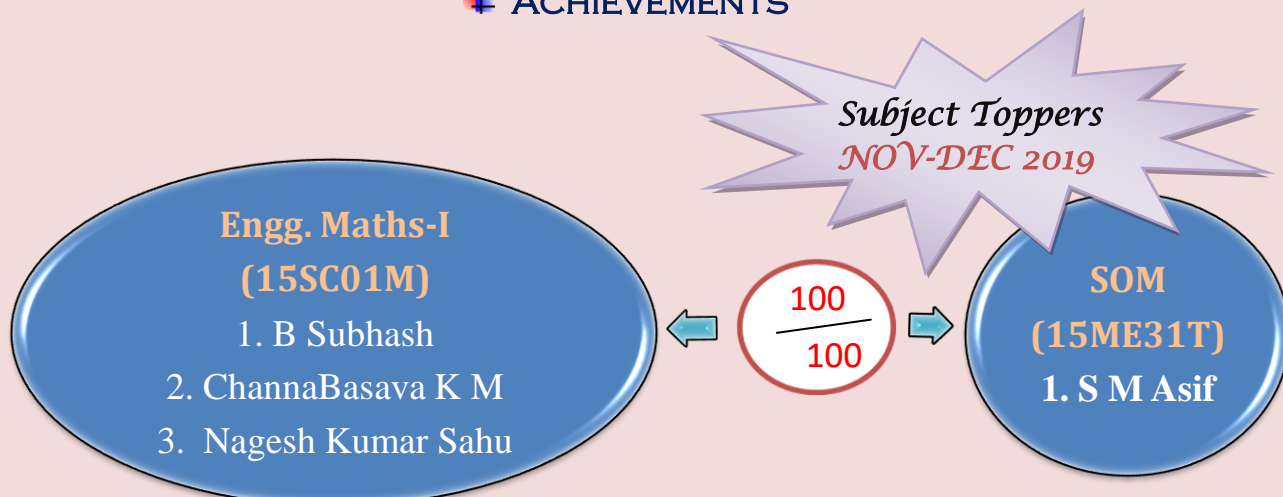 ACHIEVEMENTS
Subject Toppers
NOV-DEC 2019
Engg. Maths-I
(15SC01M)
1. B Subhash
2. ChannaBasava K M
3. Nagesh Kumar Sahu
100
100
SOM
(15ME31T)
1. S M Asif